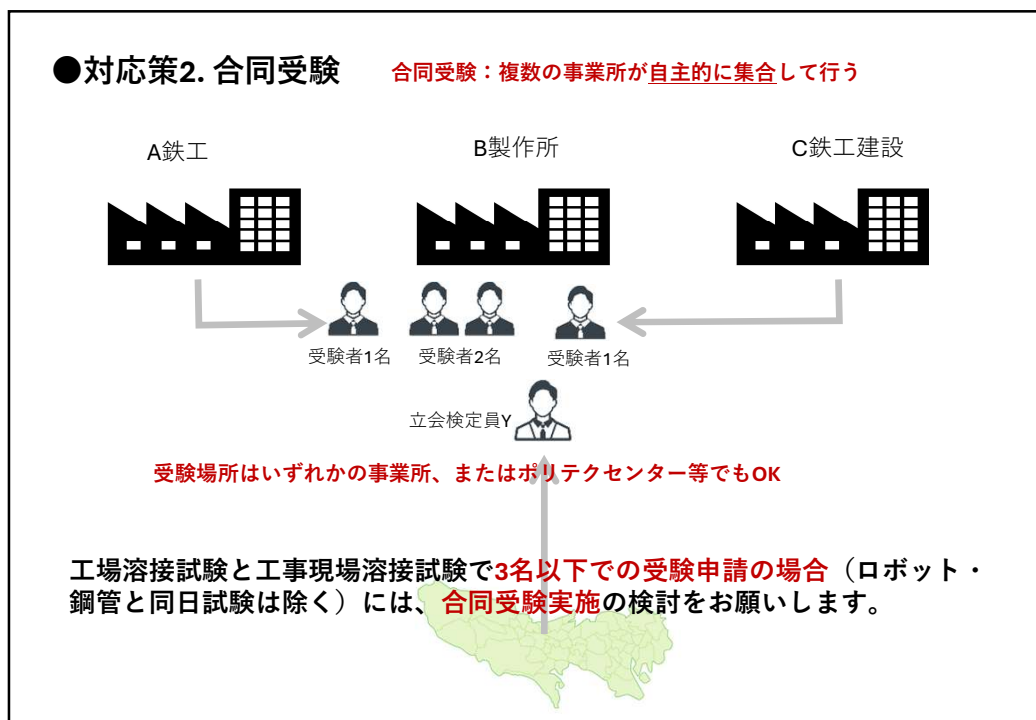 ●対応策2. 合同受験
合同受験：複数の事業所が自主的に集合して行う
A鉄工
B製作所
C鉄工建設
受験者1名
受験者2名
受験者1名
立会検定員Y
受験場所はいずれかの事業所、またはポリテクセンター等でもOK
工場溶接試験と工事現場溶接試験で3名以下での受験申請の場合（ロボット・
鋼管と同日試験は除く）には、合同受験実施の検討をお願いします。